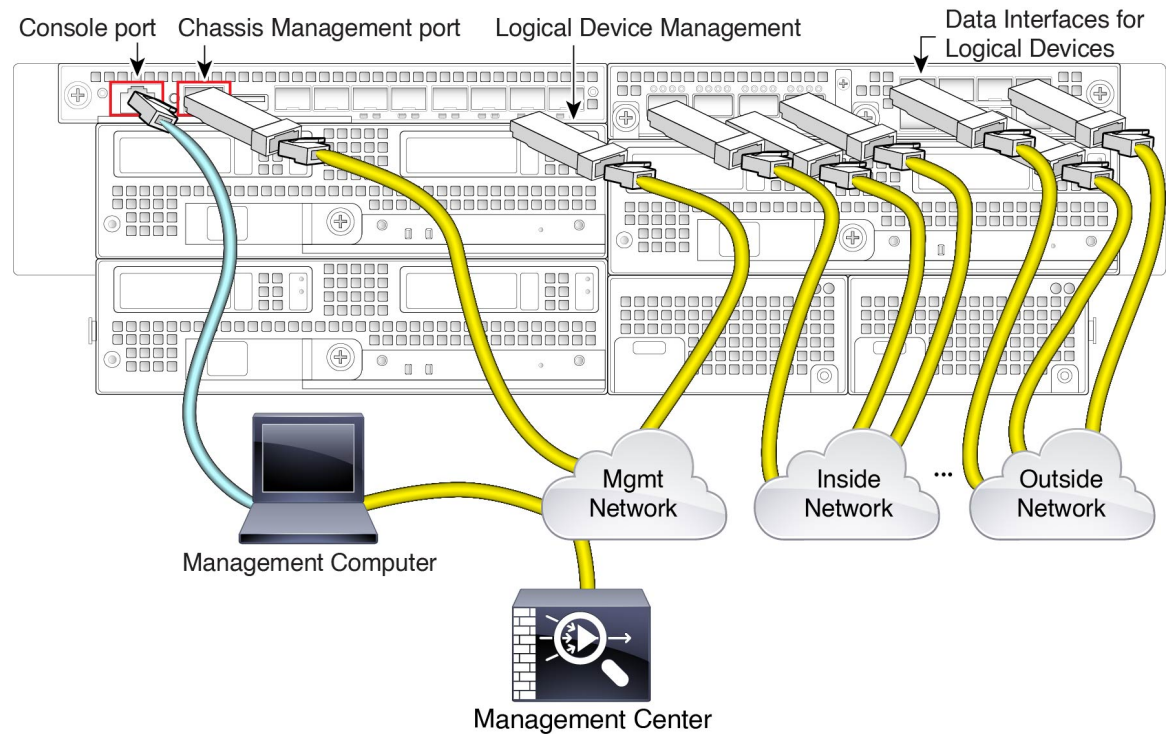 Console port
Chassis Management port
Logical Device Management
Data Interfaces for
Logical Devices
Mgmt
Network
Inside
Network
...
Outside
Network
Management Computer
Management Center